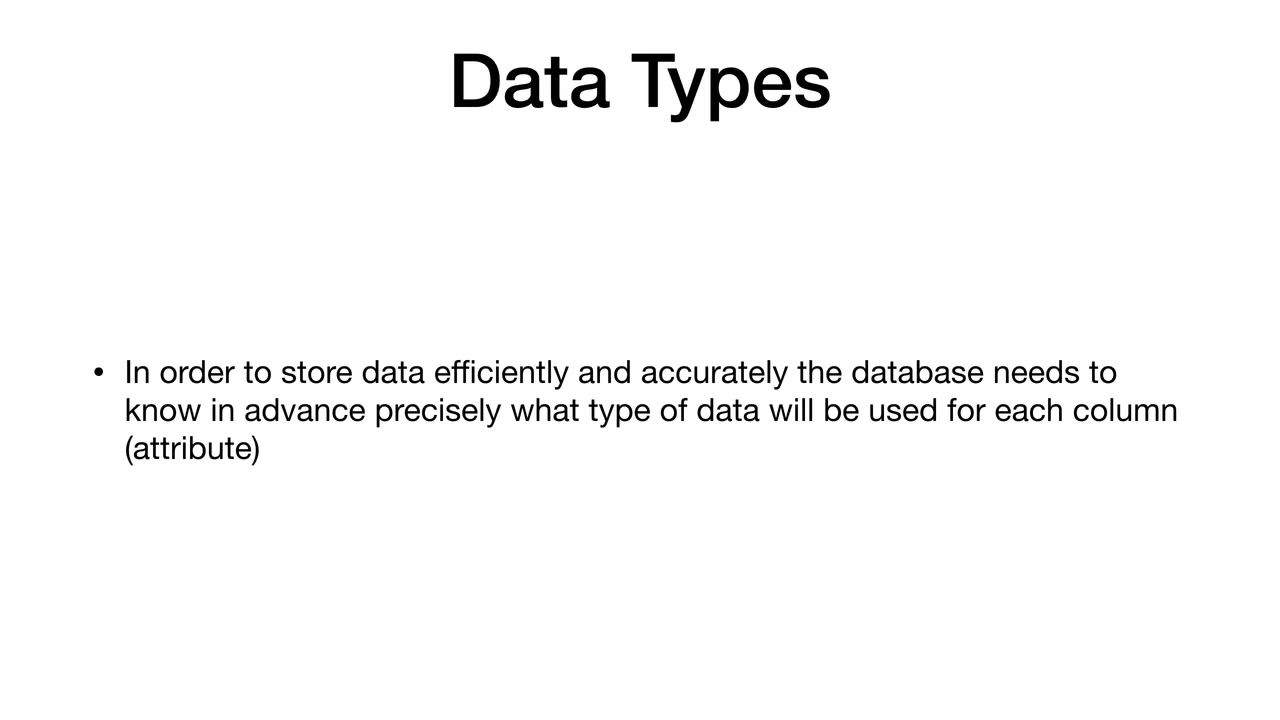 Data Types
• In order to store data efficiently and accurately the database needs to
know in advance precisely what type of data will be used for each column
(attribute)